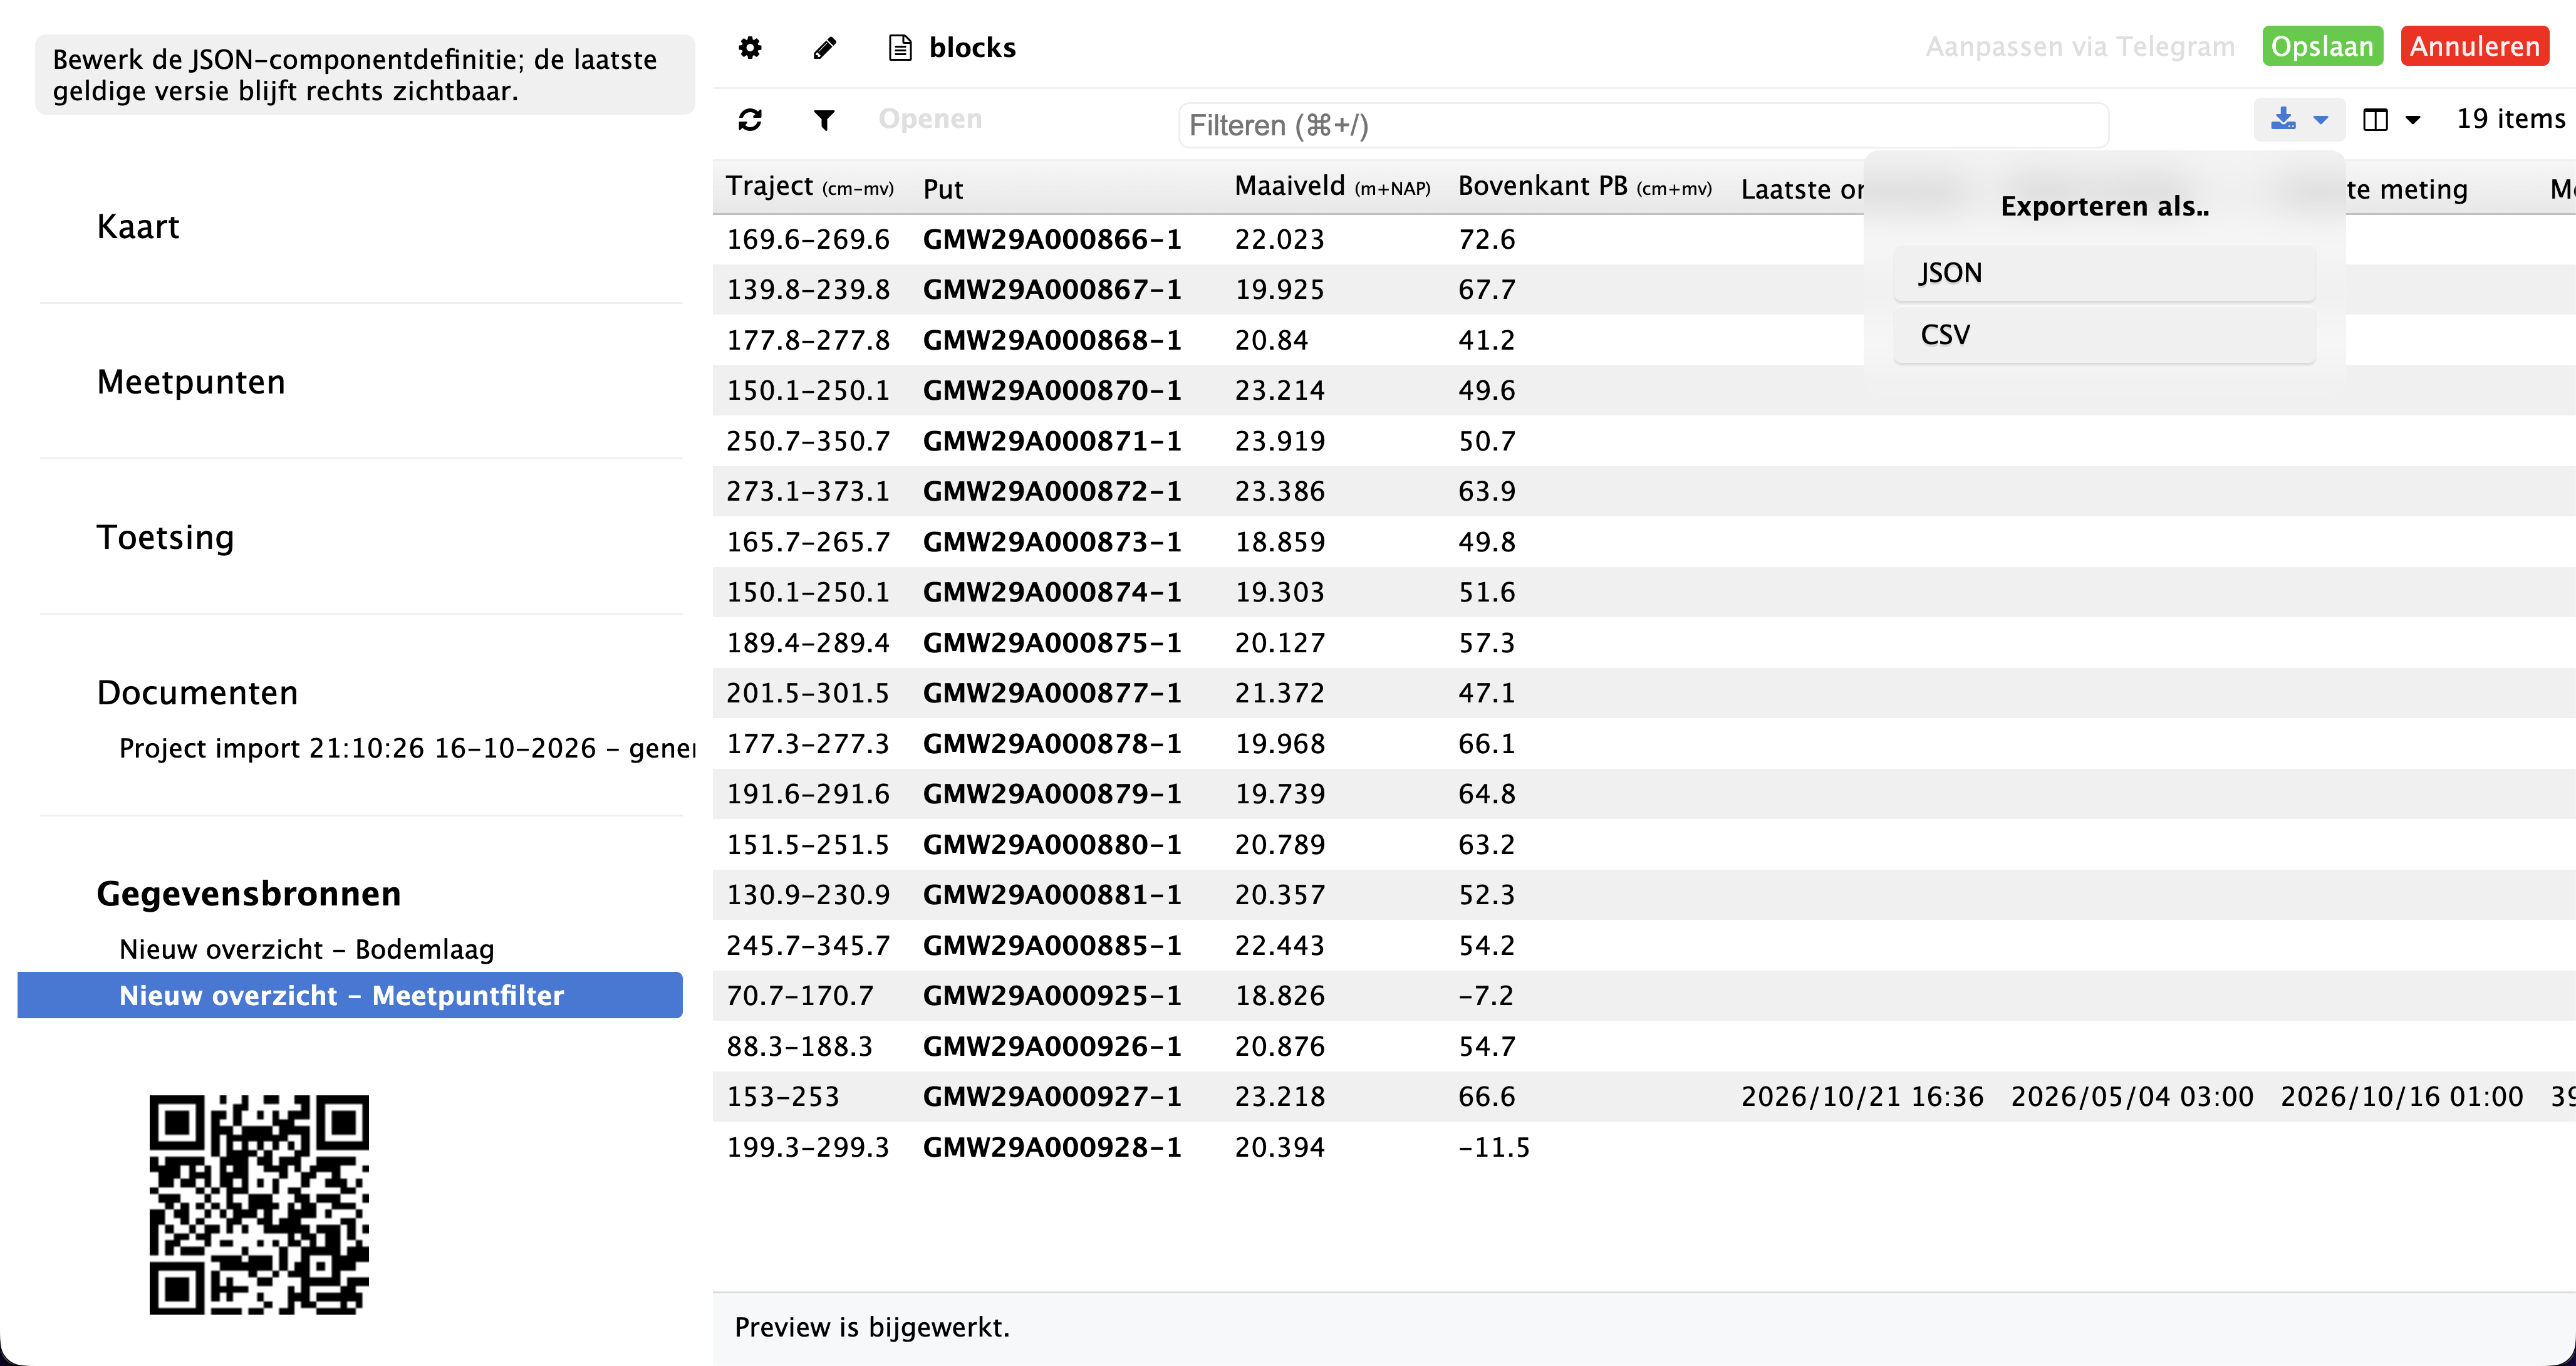 Bewerk de JSON-componentdefinitie; de laatste
geldige versie blijft rechts zichtbaar.
Kaart
Meetpunten
Toetsing
Documenten
Project import 21:10:26 16-10-2026 -
Gegevensbronnen
Nieuw overzicht - Bodemlaag
Nieuw overzicht - Meetpuntfilter
blocks
Aanpassen via Telegram
Opslaan
Annuleren
Openen
Filteren (⌘+/)
19 items
Traject (cm-mv) Put Maaiveld (m+NAP) Bovenkant PB (cm+mv) Laatste meting
Exporteren als..
JSON
CSV
169.6-269.6 GMW29A000866-1 22.023 72.6
139.8-239.8 GMW29A000867-1 19.925 67.7
177.8-277.8 GMW29A000868-1 20.84 41.2
150.1-250.1 GMW29A000870-1 23.214 49.6
250.7-350.7 GMW29A000871-1 23.919 50.7
273.1-373.1 GMW29A000872-1 23.386 63.9
165.7-265.7 GMW29A000873-1 18.859 49.8
150.1-250.1 GMW29A000874-1 19.303 51.6
189.4-289.4 GMW29A000875-1 20.127 57.3
201.5-301.5 GMW29A000877-1 21.372 47.1
177.3-277.3 GMW29A000878-1 19.968 66.1
191.6-291.6 GMW29A000879-1 19.739 64.8
151.5-251.5 GMW29A000880-1 20.789 63.2
130.9-230.9 GMW29A000881-1 20.357 52.3
245.7-345.7 GMW29A000885-1 22.443 54.2
70.7-170.7 GMW29A000925-1 18.826 -7.2
88.3-188.3 GMW29A000926-1 20.876 54.7
153-253 GMW29A000927-1 23.218 66.6 2026/10/21 16:36 2026/05/04 03:00 2026/10/16 01:00
199.3-299.3 GMW29A000928-1 20.394 -11.5
Preview is bijgewerkt.